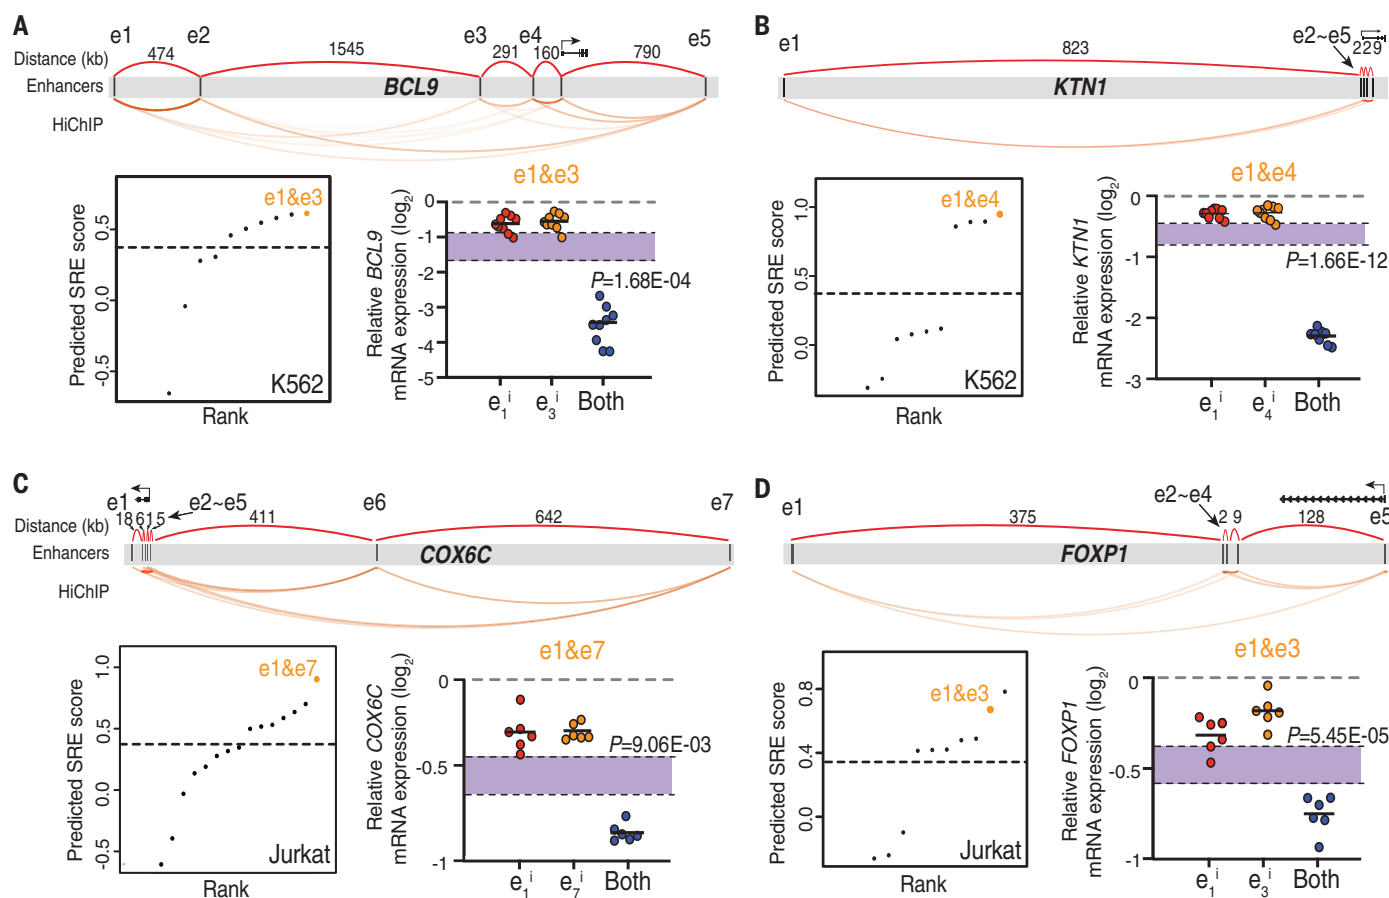 A
e1 e2 e3 e4 e5
Distance (kb) 474 1545 291 160 790
Enhancers BCL9
HiChIP
Predicted SRE score
0.5
0.0
-0.5
e1&e3
K562
Rank
e1&e3
Relative BCL9
mRNA expression (log2)
0
-1
-2
-3
-4
-5
P=1.68E-04
e1i e3i Both
B
e1 e2~e5
823 229
KTN1
Predicted SRE score
1.0
0.5
0.0
e1&e4
K562
Rank
e1&e4
Relative KTN1
mRNA expression (log2)
0
-1
-2
-3
P=1.66E-12
e1i e4i Both
C
e1 e2~e5 e6 e7
Distance (kb) 18 61 5 411 642
Enhancers COX6C
HiChIP
Predicted SRE score
1.0
0.5
0.0
-0.5
e1&e7
Jurkat
Rank
e1&e7
Relative COX6C
mRNA expression (log2)
0
-0.5
-1
P=9.06E-03
e1i e7i Both
D
e1 e2~e4 e5
375 2 9 128
FOXP1
Predicted SRE score
0.8
0.4
0.0
e1&e3
Jurkat
Rank
e1&e3
Relative FOXP1
mRNA expression (log2)
0
-0.5
-1
P=5.45E-05
e1i e3i Both